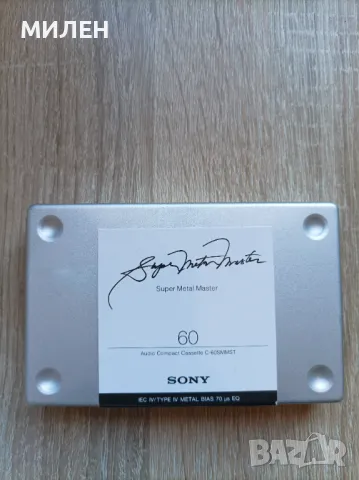 МИЛЕН
Super Metal Master
Super Metal Master
60
Audio Compact Cassette C-60SMMST
SONY
IEC IV/TYPE IV METAL BIAS 70 µs EQ
bazar